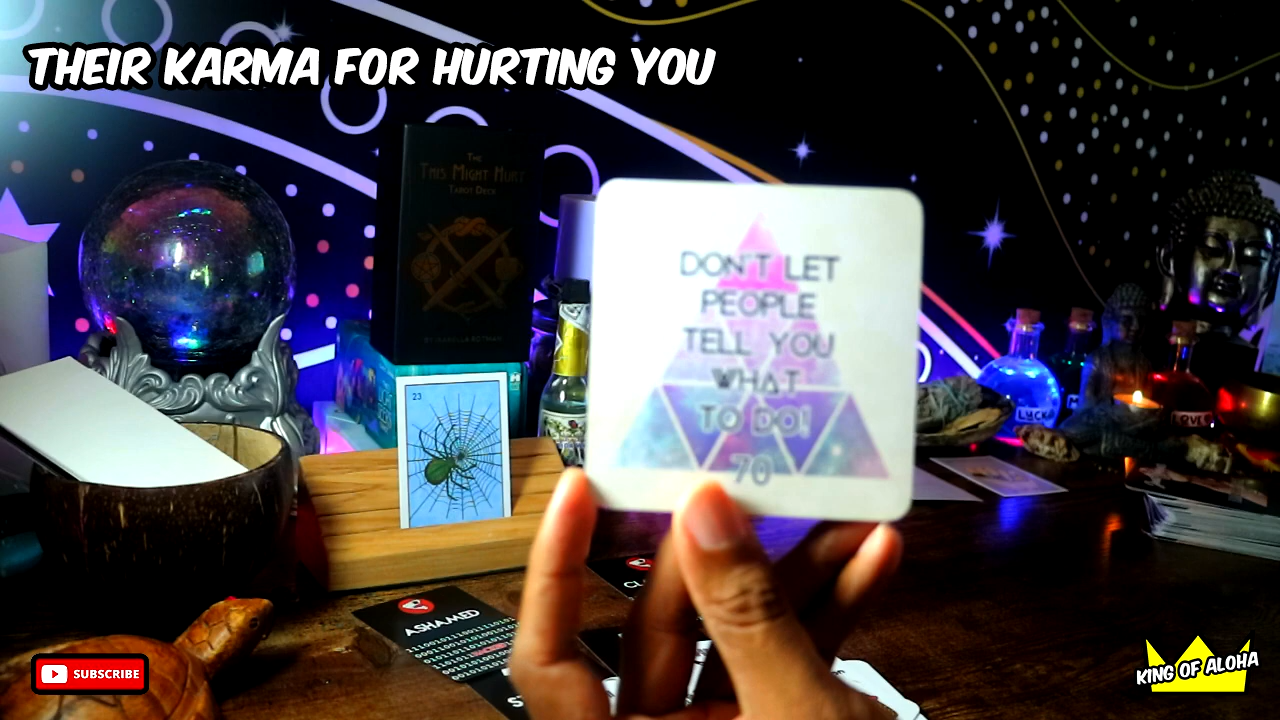 THEIR KARMA FOR HURTING YOU
THE
THIS MIGHT HURT
TAROT DECK
DON'T LET
PEOPLE
TELL YOU
WHAT
TO DO!
70
23
LUCK
M
LOVE
ASHAMED
CL
S
SUBSCRIBE
KING OF ALOHA